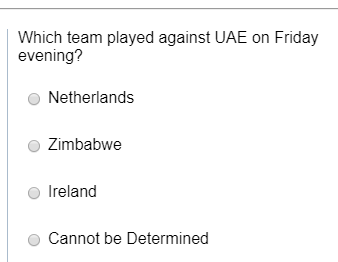 Which team played against UAE on Friday
evening?
Netherlands
Zimbabwe
Ireland
Cannot be Determined